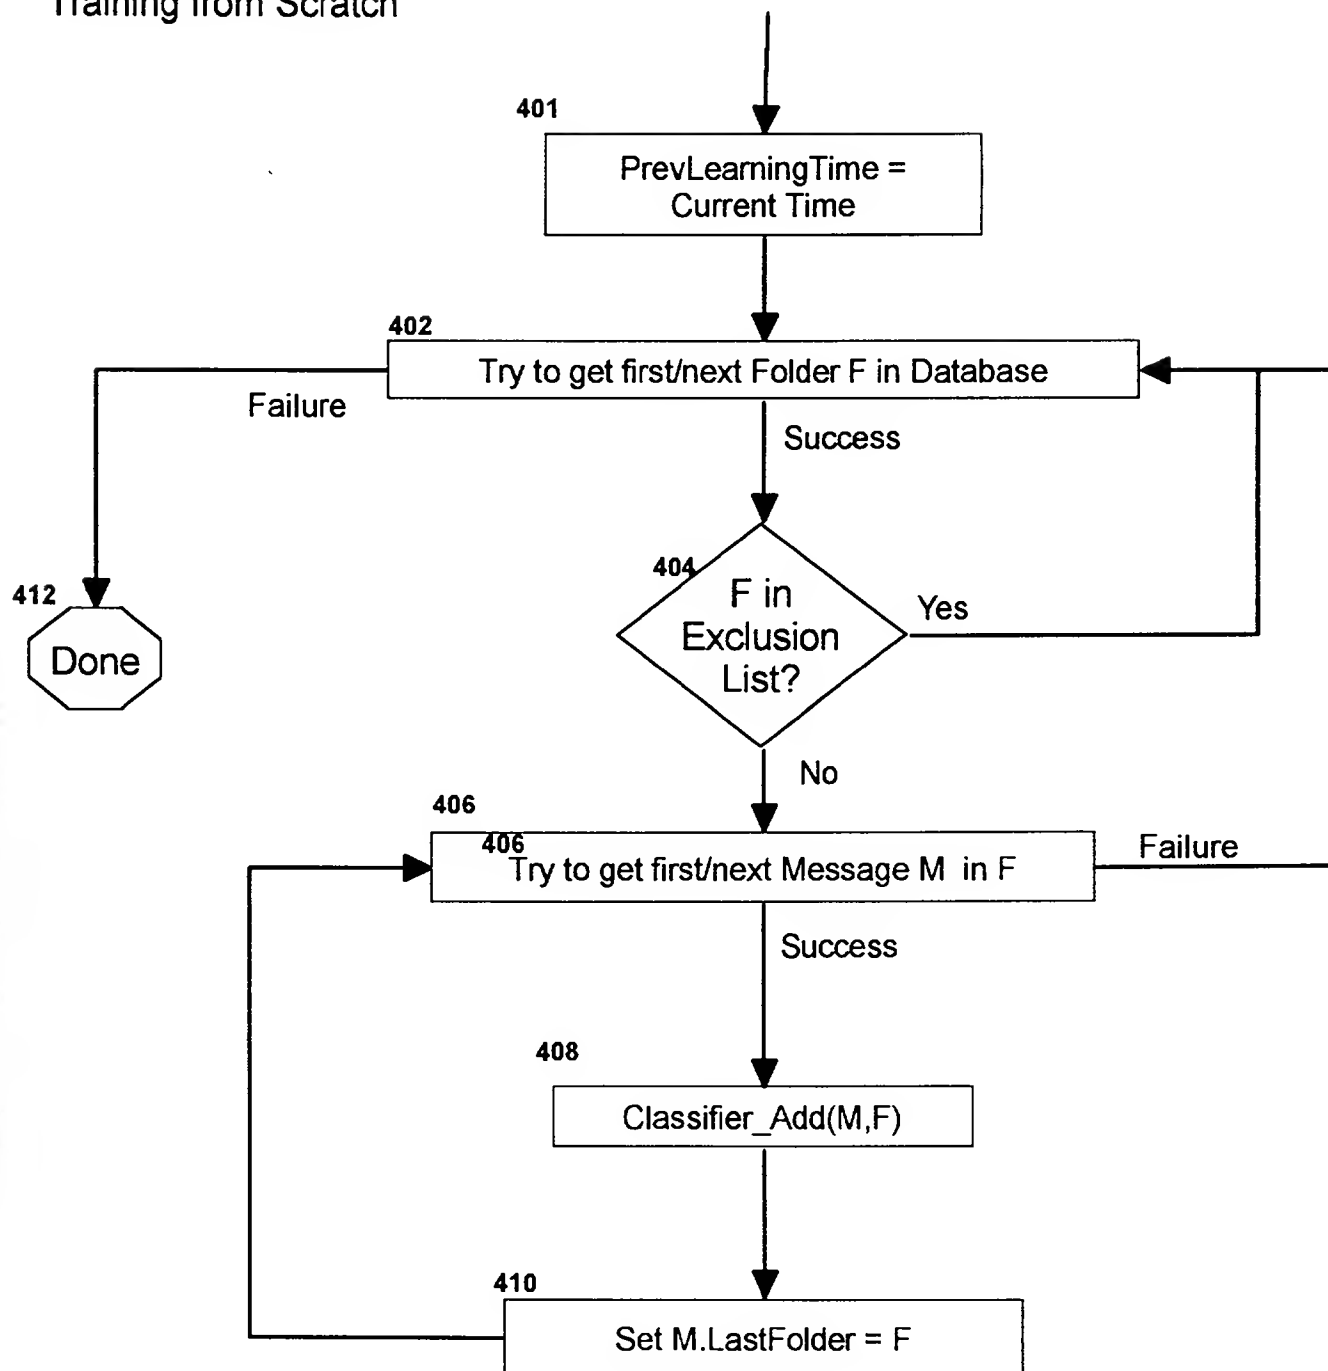 Training from Scratch
401
PrevLearningTime =
Current Time
402
Try to get first/next Folder F in Database
Failure
Success
412
Done
404
F in
Exclusion
List?
Yes
No
406
406
Try to get first/next Message M in F
Failure
Success
408
Classifier_Add(M,F)
410
Set M.LastFolder = F